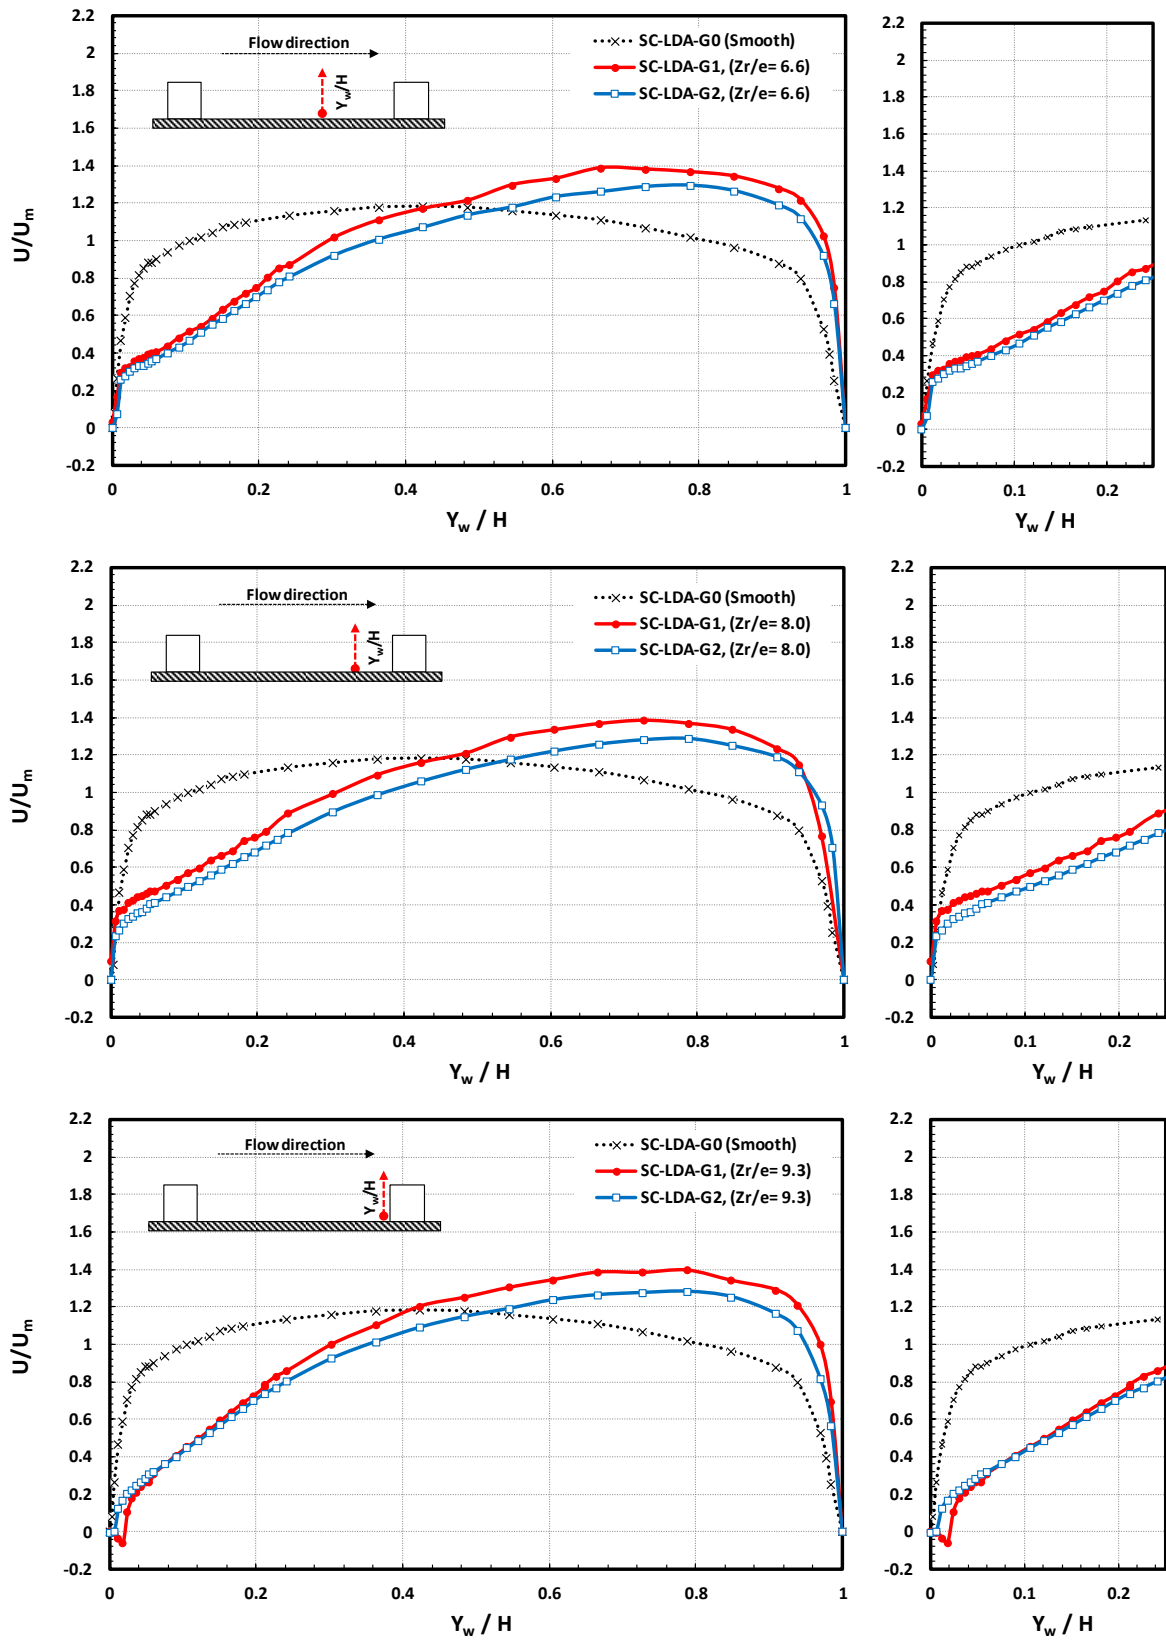 2.2
2
1.8
1.6
1.4
1.2
1
0.8
0.6
0.4
0.2
0
-0.2
U/Um
Flow direction
Yw/H
SC-LDA-G0 (Smooth)
SC-LDA-G1, (Zr/e= 6.6)
SC-LDA-G2, (Zr/e= 6.6)
0 0.2 0.4 0.6 0.8 1
Yw / H
2.2
2
1.8
1.6
1.4
1.2
1
0.8
0.6
0.4
0.2
0
-0.2
0 0.1 0.2
Yw / H
2.2
2
1.8
1.6
1.4
1.2
1
0.8
0.6
0.4
0.2
0
-0.2
U/Um
Flow direction
Yw/H
SC-LDA-G0 (Smooth)
SC-LDA-G1, (Zr/e= 8.0)
SC-LDA-G2, (Zr/e= 8.0)
0 0.2 0.4 0.6 0.8 1
Yw / H
2.2
2
1.8
1.6
1.4
1.2
1
0.8
0.6
0.4
0.2
0
-0.2
0 0.1 0.2
Yw / H
2.2
2
1.8
1.6
1.4
1.2
1
0.8
0.6
0.4
0.2
0
-0.2
U/Um
Flow direction
Yw/H
SC-LDA-G0 (Smooth)
SC-LDA-G1, (Zr/e= 9.3)
SC-LDA-G2, (Zr/e= 9.3)
0 0.2 0.4 0.6 0.8 1
Yw / H
2.2
2
1.8
1.6
1.4
1.2
1
0.8
0.6
0.4
0.2
0
-0.2
0 0.1 0.2
Yw / H